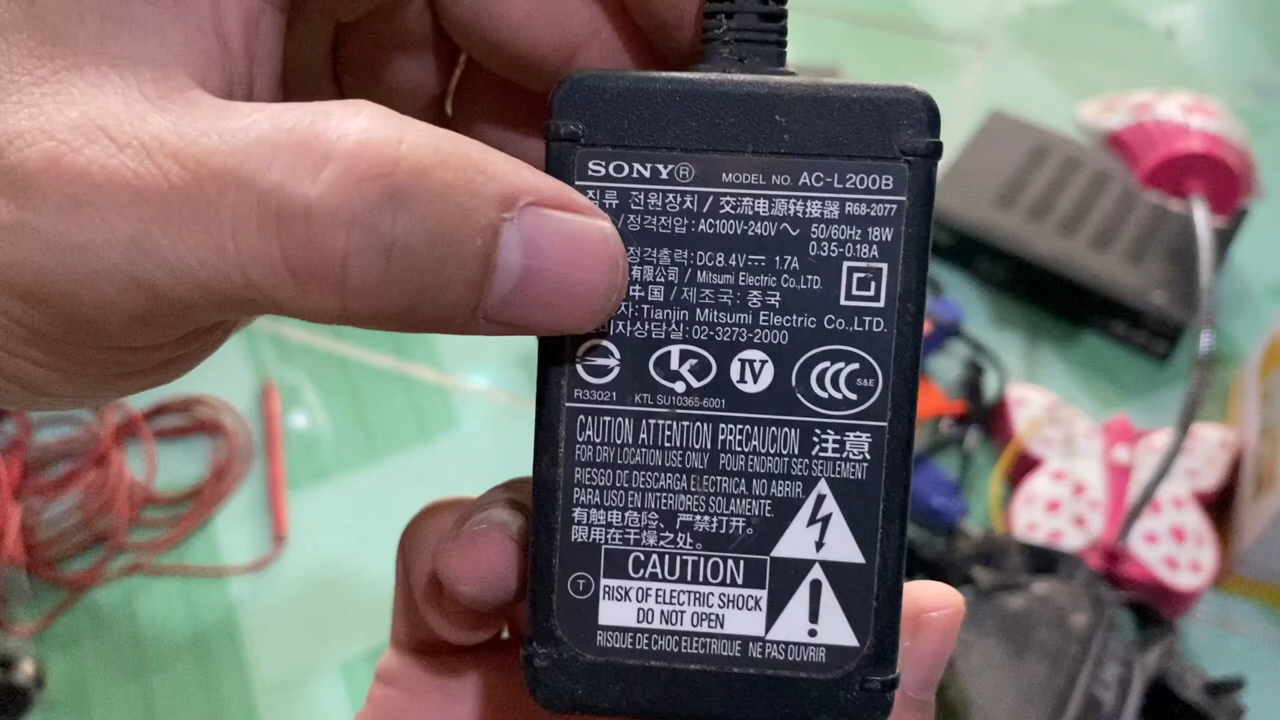 SONY® MODEL NO. AC-L200B
류 전원장치 / 交流电源转接器 R68-2077
/정격전압 : AC100V-240V～ 50/60Hz 18W
0.35-0.18A
정격출력: DC8.4V⎓ 1.7A
有限公司 / Mitsumi Electric Co.,LTD.
中国 / 제조국: 중국
자: Tianjin Mitsumi Electric Co.,LTD.
자상담실: 02-3273-2000
K IV CCC S&E
R33021 KTL SU10365-6001
CAUTION ATTENTION PRECAUCION 注意
FOR DRY LOCATION USE ONLY POUR ENDROIT SEC SEULEMENT
RIESGO DE DESCARGA ELECTRICA. NO ABRIR.
PARA USO EN INTERIORES SOLAMENTE.
有触电危险、严禁打开。
限用在干燥之处。
CAUTION
T RISK OF ELECTRIC SHOCK
DO NOT OPEN
RISQUE DE CHOC ELECTRIQUE NE PAS OUVRIR